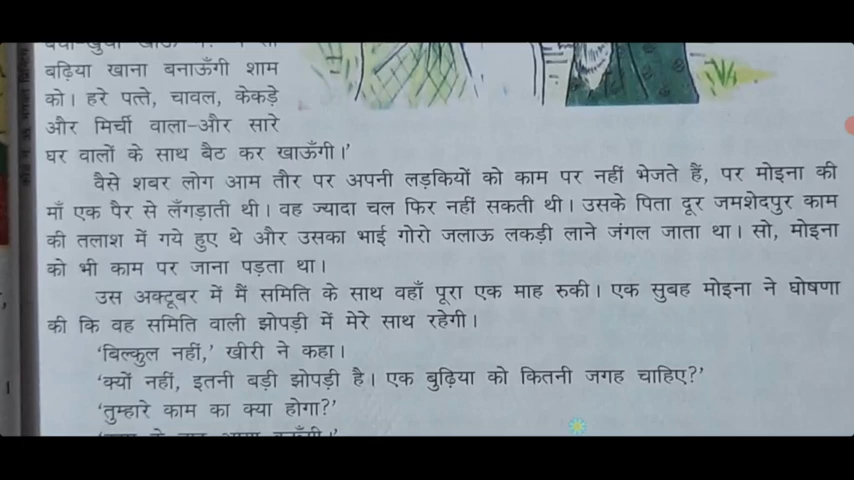 बढ़िया खाना बनाऊँगी शाम
को। हरे पत्ते, चावल, केकड़े
और मिर्ची वाला-और सारे
घर वालों के साथ बैठ कर खाऊँगी।’
वैसे शबर लोग आम तौर पर अपनी लड़कियों को काम पर नहीं भेजते हैं, पर मोइना की
माँ एक पैर से लँगड़ाती थी। वह ज्यादा चल फिर नहीं सकती थी। उसके पिता दूर जमशेदपुर काम
की तलाश में गये हुए थे और उसका भाई गोरो जलाऊ लकड़ी लाने जंगल जाता था। सो, मोइना
को भी काम पर जाना पड़ता था।
उस अक्टूबर में मैं समिति के साथ वहाँ पूरा एक माह रुकी। एक सुबह मोइना ने घोषणा
की कि वह समिति वाली झोपड़ी में मेरे साथ रहेगी।
‘बिल्कुल नहीं,’ खीरी ने कहा।
‘क्यों नहीं, इतनी बड़ी झोपड़ी है। एक बुढ़िया को कितनी जगह चाहिए?’
‘तुम्हारे काम का क्या होगा?’